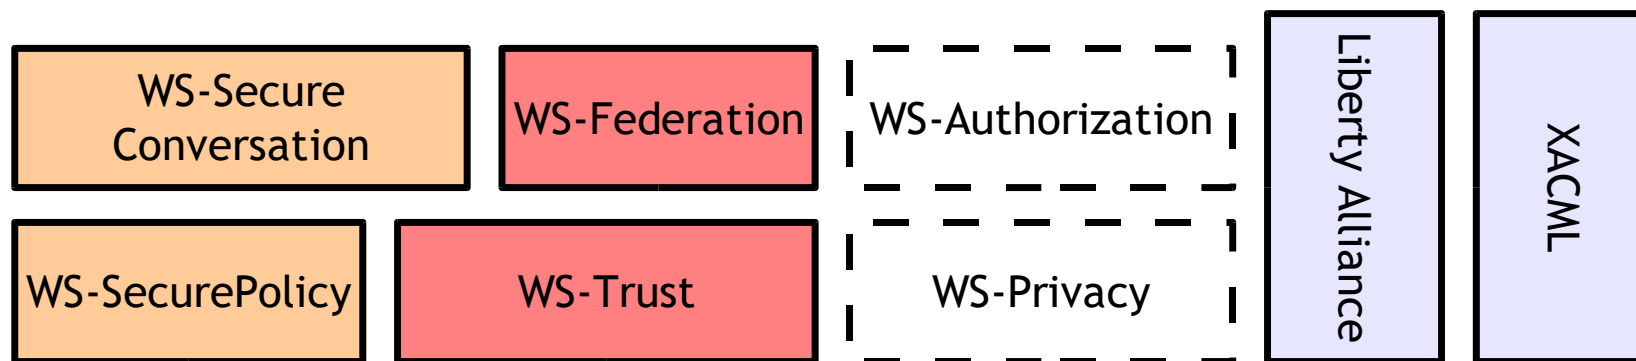 WS-Secure
Conversation
WS-Federation
WS-Authorization
WS-SecurePolicy
WS-Trust
WS-Privacy
Liberty Alliance
XACML